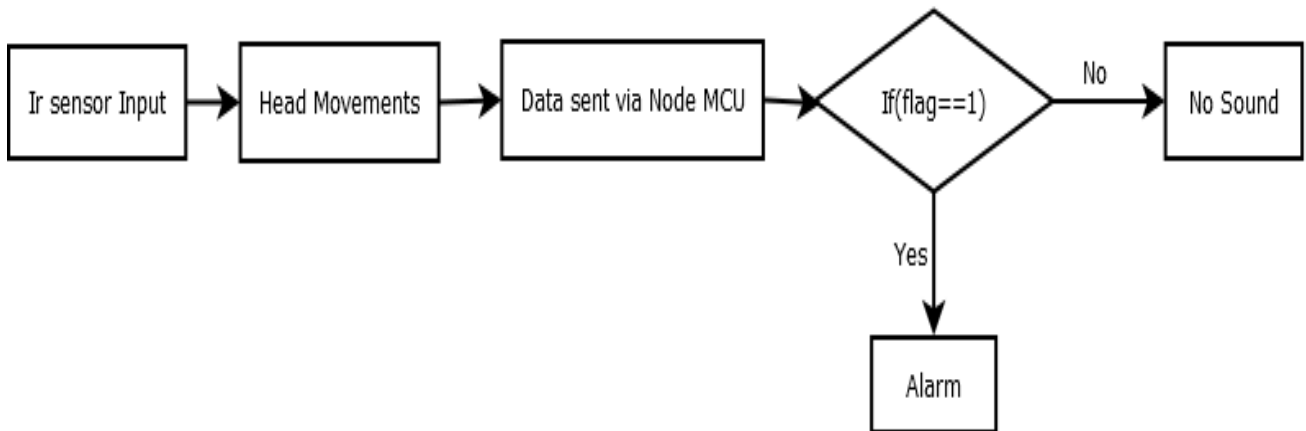 Ir sensor Input
Head Movements
Data sent via Node MCU
If(flag==1)
No
No Sound
Yes
Alarm